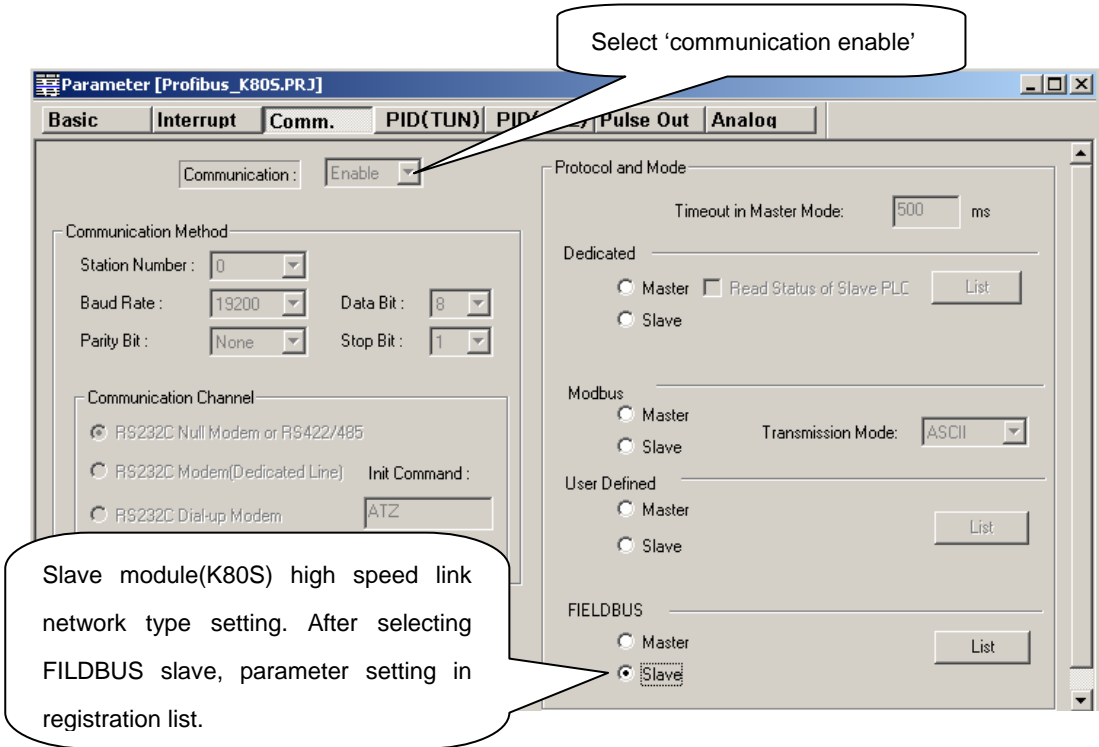 Select ‘communication enable’
Parameter [Profibus_K80S.PRJ]
Basic Interrupt Comm. PID(TUN) Pulse Out Analog
Communication : Enable
Communication Method
Station Number : 0
Baud Rate : 19200 Data Bit : 8
Parity Bit : None Stop Bit : 1
Communication Channel
RS232C Null Modem or RS422/485
RS232C Modem(Dedicated Line) Init Command :
RS232C Dial-up Modem ATZ
Slave module(K80S) high speed link
network type setting. After selecting
FILDBUS slave, parameter setting in
registration list.
Protocol and Mode
Timeout in Master Mode: 500 ms
Dedicated
Master Read Status of Slave PLC List
Slave
Modbus
Master
Slave Transmission Mode: ASCII
User Defined
Master
Slave List
FIELDBUS
Master List
Slave